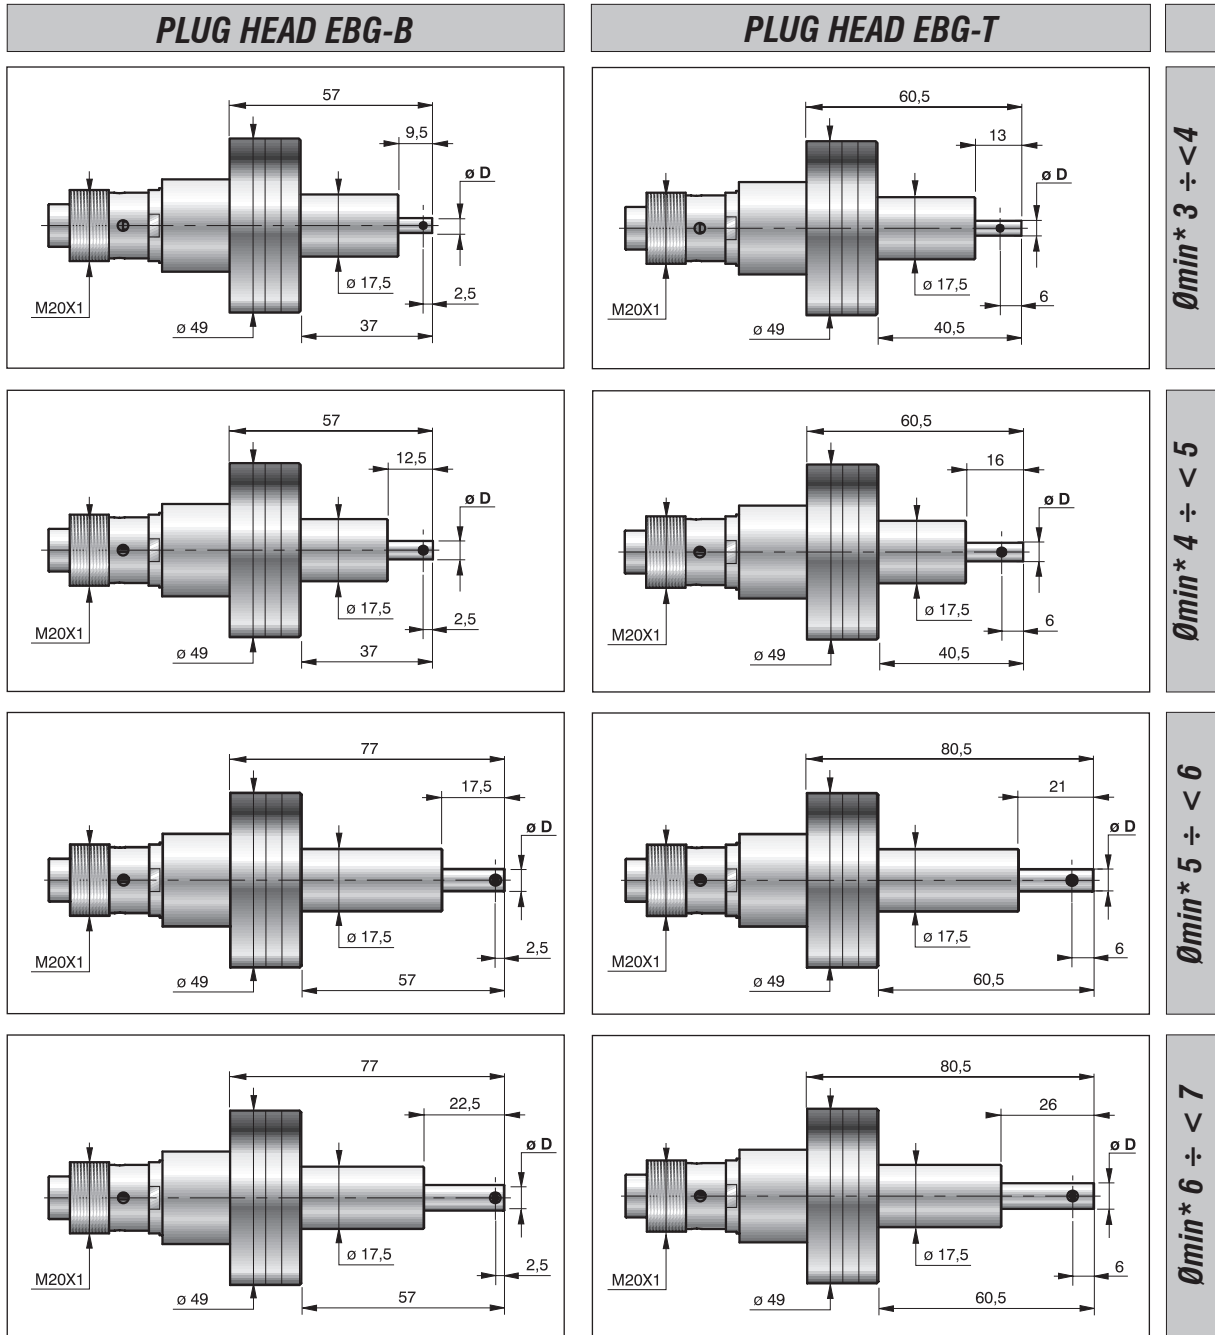 PLUG HEAD EBG-B
PLUG HEAD EBG-T
57
9,5
ø D
M20X1
ø 17,5
2,5
ø 49
37
60,5
13
ø D
M20X1
ø 17,5
6
ø 49
40,5
Ømin* 3 ÷ <4
57
12,5
ø D
M20X1
ø 17,5
2,5
ø 49
37
60,5
16
ø D
M20X1
ø 17,5
6
ø 49
40,5
Ømin* 4 ÷ < 5
77
17,5
ø D
M20X1
ø 17,5
2,5
ø 49
57
80,5
21
ø D
M20X1
ø 17,5
6
ø 49
60,5
Ømin* 5 ÷ < 6
77
22,5
ø D
M20X1
ø 17,5
2,5
ø 49
57
80,5
26
ø D
M20X1
ø 17,5
6
ø 49
60,5
Ømin* 6 ÷ < 7